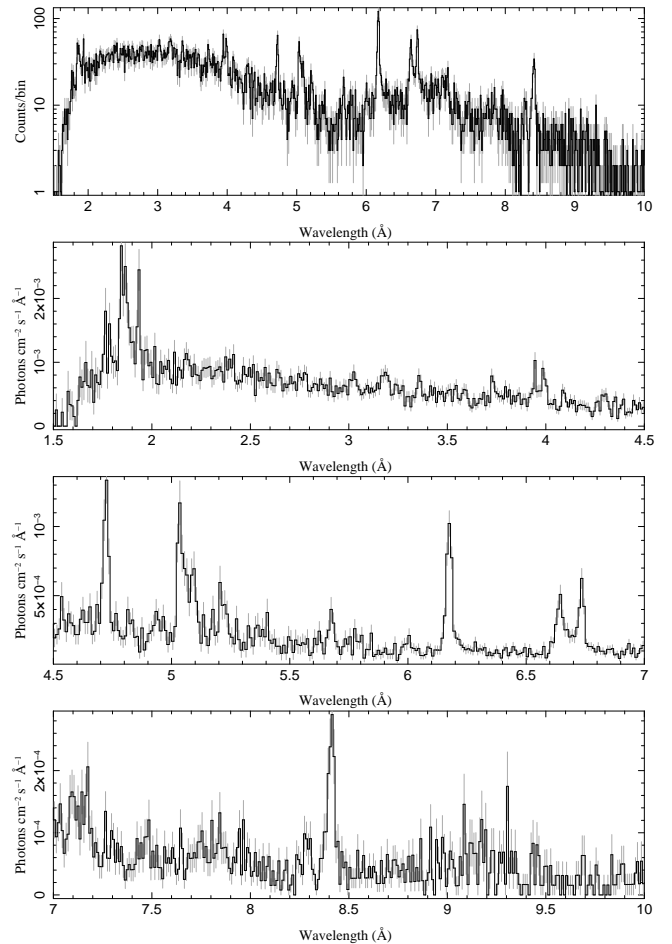 100
10
1
Counts/bin
2 3 4 5 6 7 8 9 10
Wavelength (Å)
2×10⁻³
10⁻³
0
Photons cm⁻² s⁻¹ Å⁻¹
1.5 2 2.5 3 3.5 4 4.5
Wavelength (Å)
10⁻³
5×10⁻⁴
Photons cm⁻² s⁻¹ Å⁻¹
4.5 5 5.5 6 6.5 7
Wavelength (Å)
2×10⁻⁴
10⁻⁴
0
Photons cm⁻² s⁻¹ Å⁻¹
7 7.5 8 8.5 9 9.5 10
Wavelength (Å)